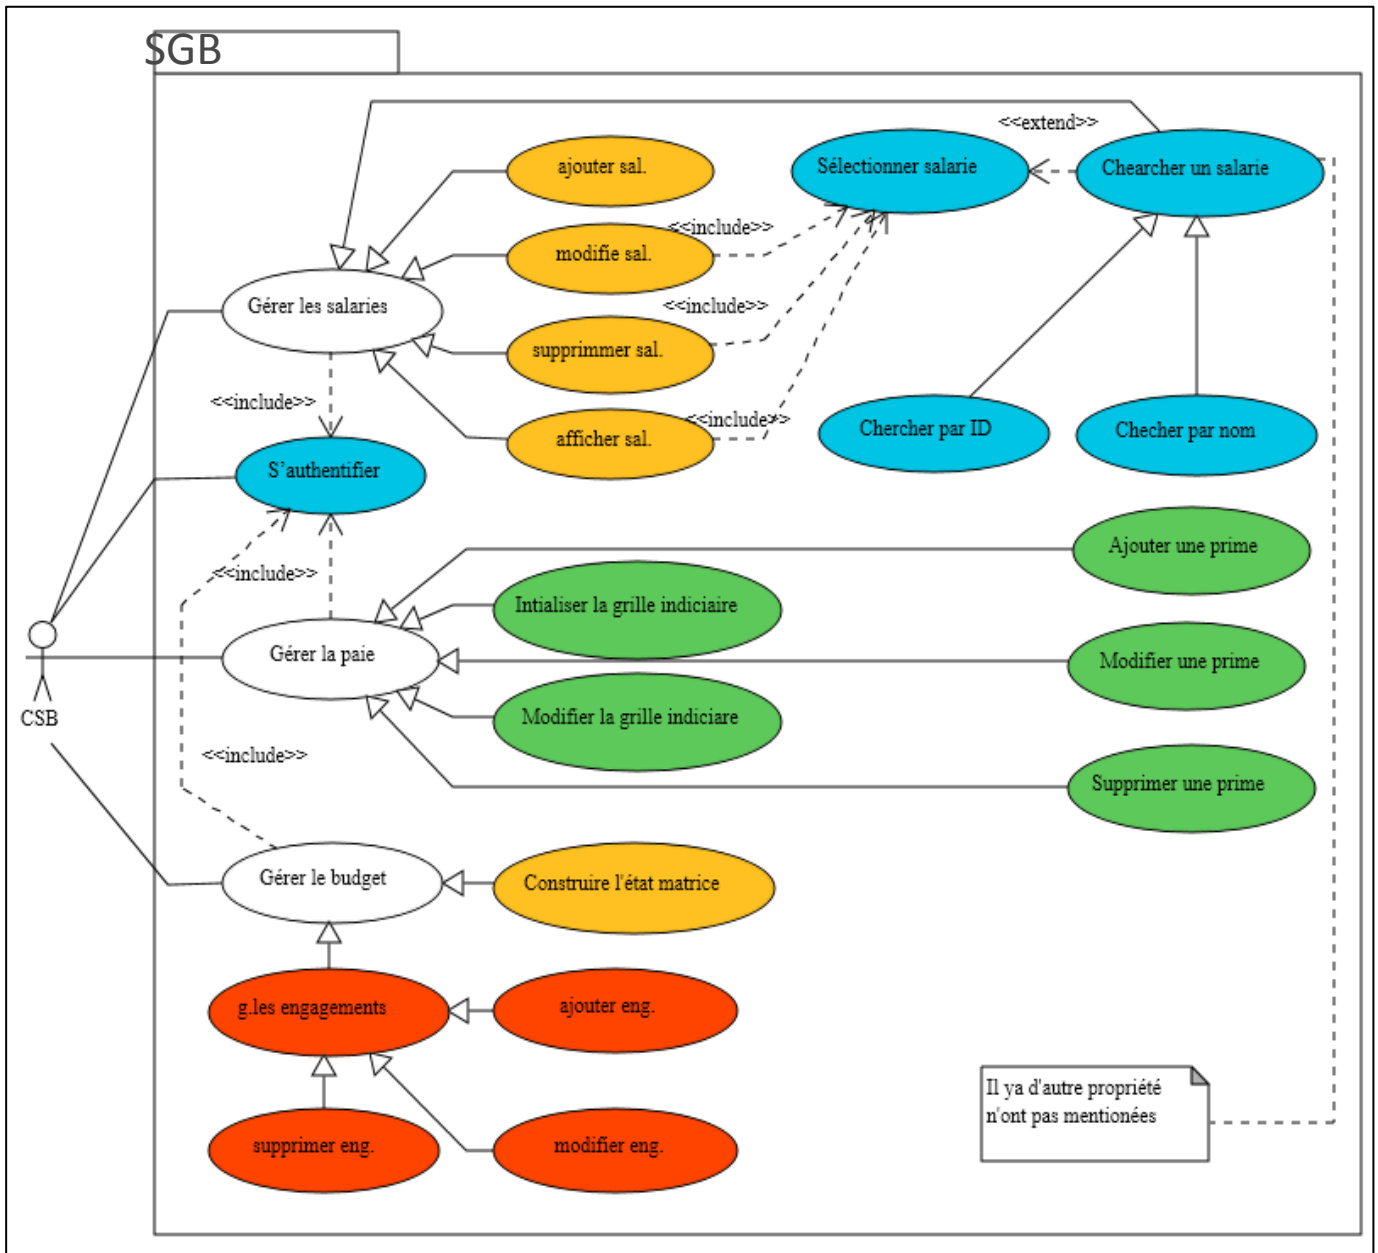 SGB
<<extend>>
ajouter sal.
Sélectionner salarie
Chearcher un salarie
<<include>>
modifie sal.
Gérer les salaries
<<include>>
supprimmer sal.
<<include>>
<<include>>
afficher sal.
Chercher par ID
Checher par nom
S'authentifier
Ajouter une prime
<<include>>
Intialiser la grille indiciaire
Gérer la paie
Modifier une prime
CSB
Modifier la grille indiciare
<<include>>
Supprimer une prime
Gérer le budget
Construire l'état matrice
g.les engagements
ajouter eng.
Il ya d'autre propriété
n'ont pas mentionées
supprimer eng.
modifier eng.